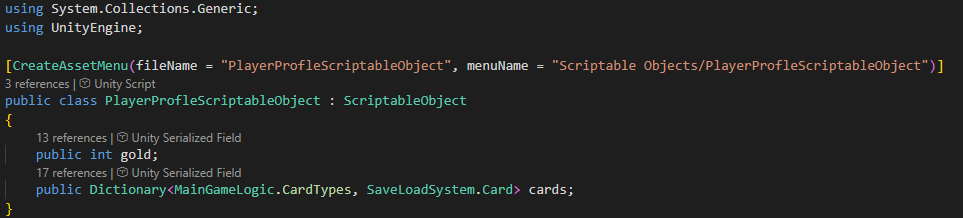 using System.Collections.Generic;
using UnityEngine;
[CreateAssetMenu(fileName = "PlayerProfleScriptableObject", menuName = "Scriptable Objects/PlayerProfleScriptableObject")]
3 references | Unity Script
public class PlayerProfleScriptableObject : ScriptableObject
{
13 references | Unity Serialized Field
public int gold;
17 references | Unity Serialized Field
public Dictionary<MainGameLogic.CardTypes, SaveLoadSystem.Card> cards;
}